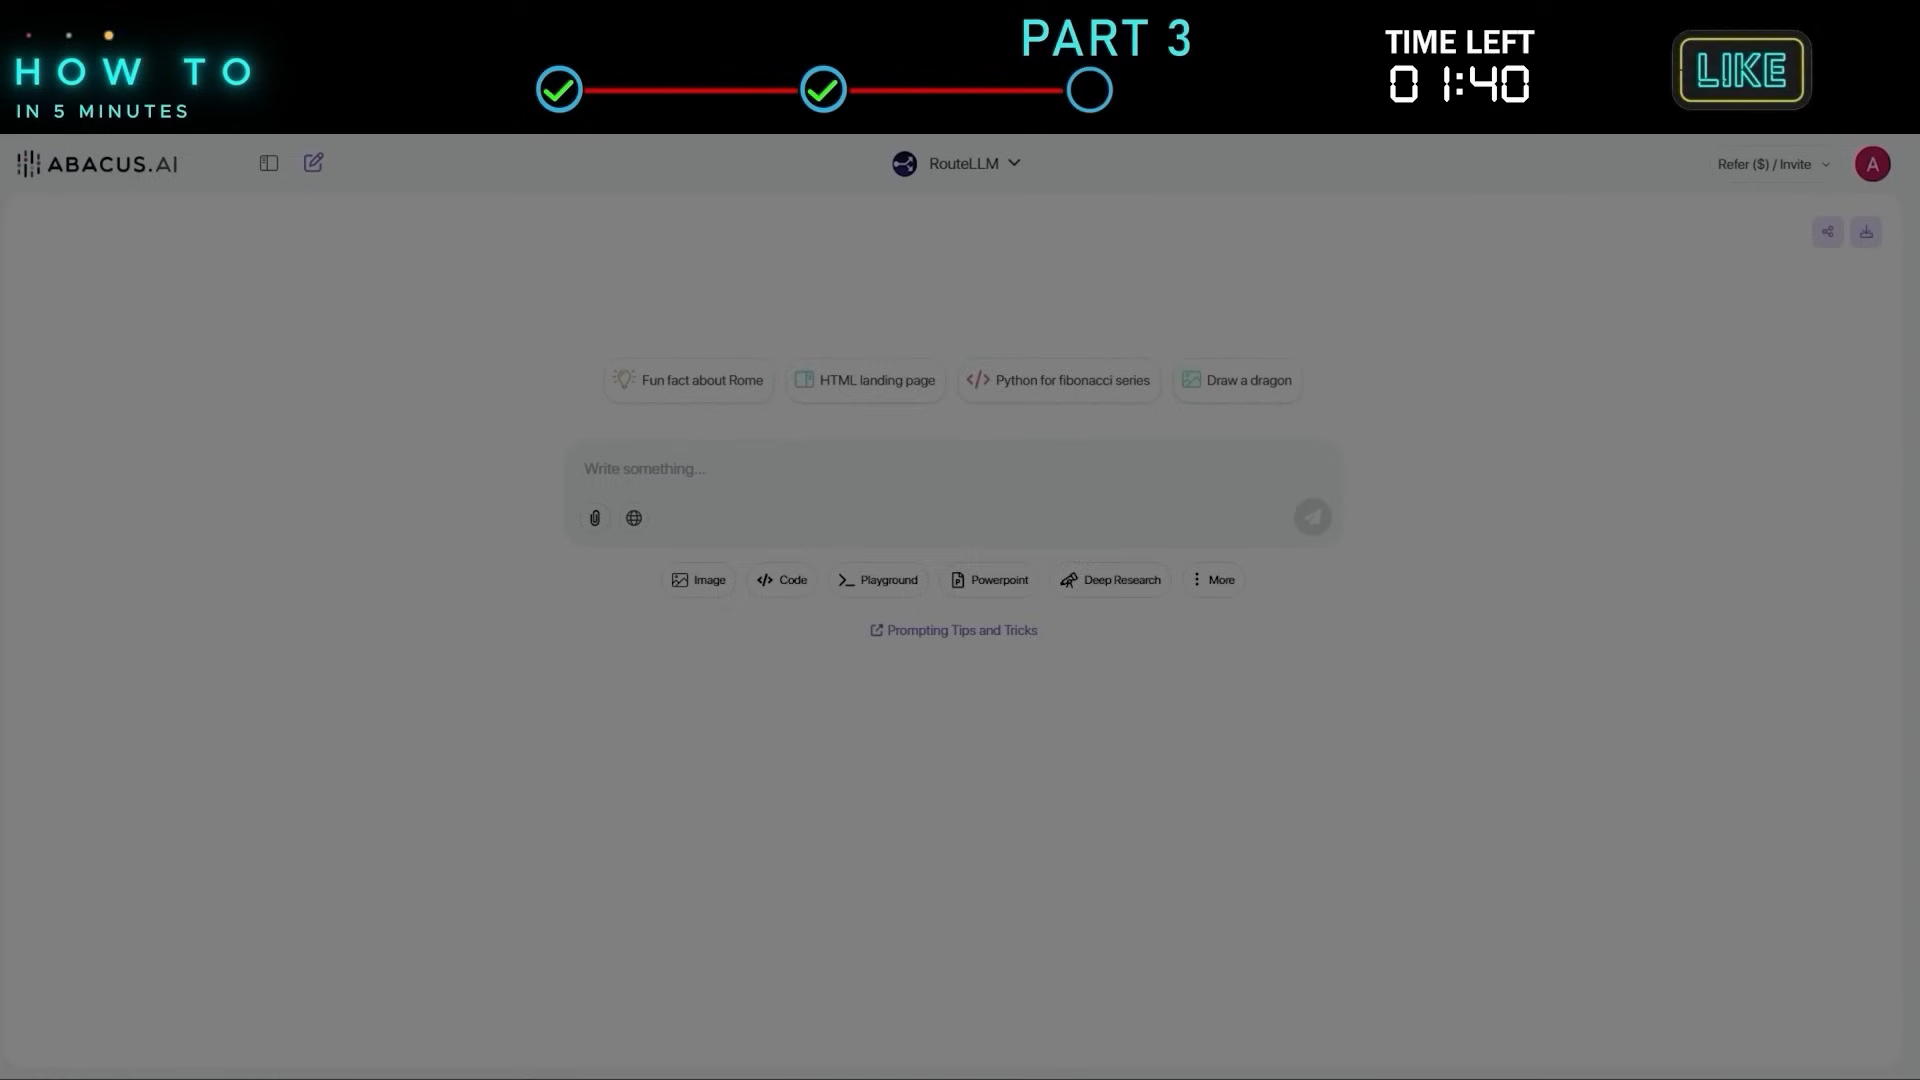 HOW TO
IN 5 MINUTES
PART 3
TIME LEFT
01:40
LIKE
ABACUS.AI
RouteLLM
Refer ($) / Invite
A
Fun fact about Rome
HTML landing page
Python for fibonacci series
Draw a dragon
Write something...
Image
Code
Playground
Powerpoint
Deep Research
More
Prompting Tips and Tricks